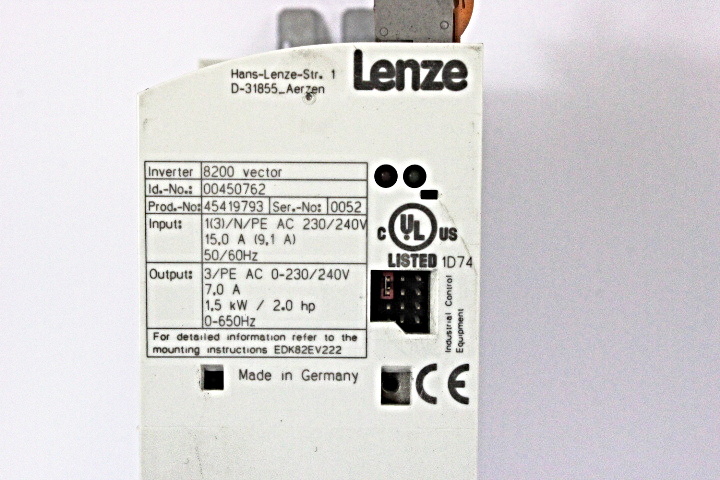 Hans-Lenze-Str. 1
D-31855 Aerzen
Lenze
Inverter 8200 vector
Id.-No.: 00450762
Prod.-No: 45419793 Ser.-No: 0052
Input: 1(3)/N/PE AC 230/240V
15,0 A (9,1 A)
50/60Hz
Output: 3/PE AC 0-230/240V
7,0 A
1,5 kW / 2.0 hp
0-650Hz
For detailed information refer to the
mounting instructions EDK82EV222
Made in Germany
C UL US
LISTED 1D74
Industrial Control
Equipment
CE